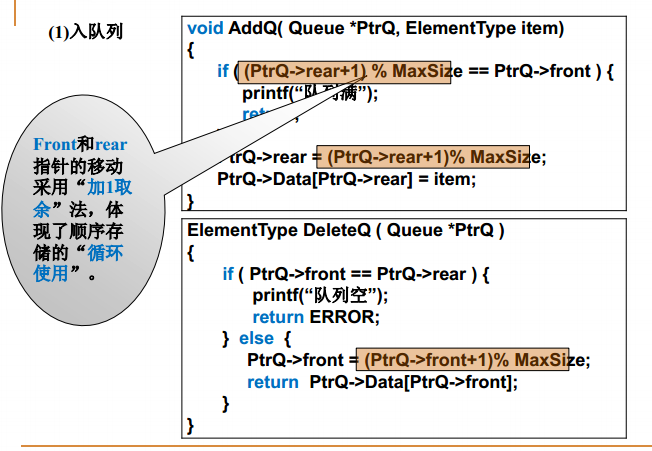 (1)入队列
void AddQ( Queue *PtrQ, ElementType item)
{
if ( (PtrQ->rear+1) % MaxSize == PtrQ->front ) {
printf(“队列满”);
trQ->rear = (PtrQ->rear+1)% MaxSize;
PtrQ->Data[PtrQ->rear] = item;
}
Front和rear
指针的移动
采用“加1取
余”法，体
现了顺序存
储的“循环
使用”。
ElementType DeleteQ ( Queue *PtrQ )
{
if ( PtrQ->front == PtrQ->rear ) {
printf(“队列空”);
return ERROR;
} else {
PtrQ->front = (PtrQ->front+1)% MaxSize;
return PtrQ->Data[PtrQ->front];
}
}